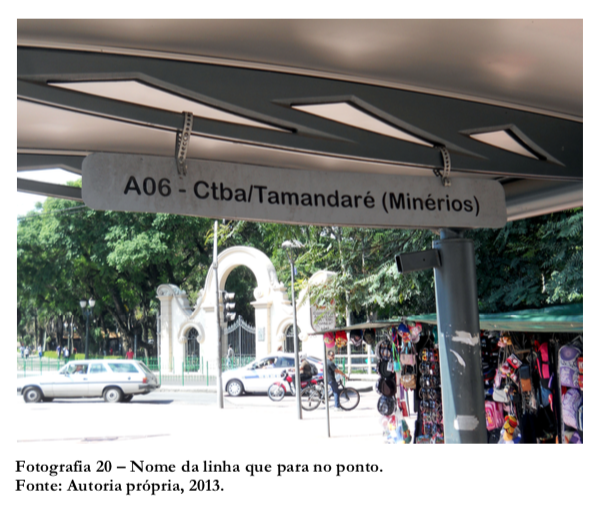 A06 - Ctba/Tamandaré (Minérios)
Fotografia 20 – Nome da linha que para no ponto.
Fonte: Autoria própria, 2013.